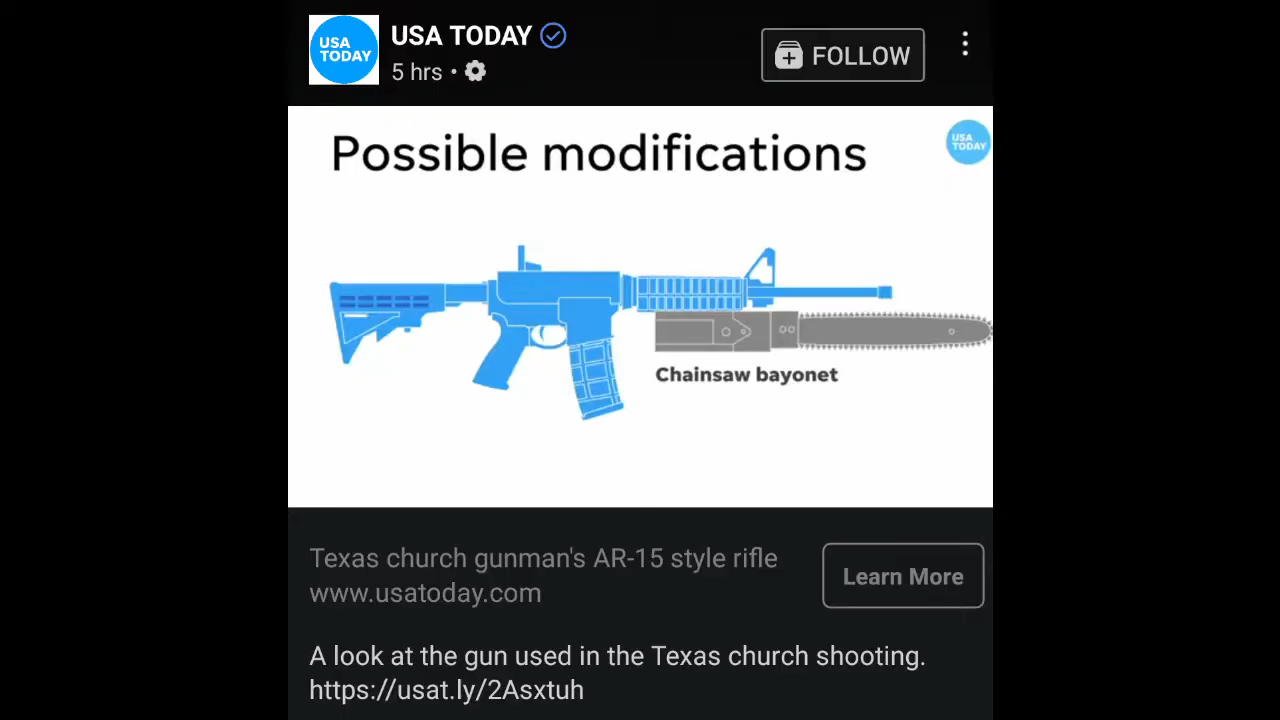 USA
TODAY
USA TODAY
5 hrs •
FOLLOW
Possible modifications
USA
TODAY
Chainsaw bayonet
Texas church gunman's AR-15 style rifle
www.usatoday.com
Learn More
A look at the gun used in the Texas church shooting.
https://usat.ly/2Asxtuh